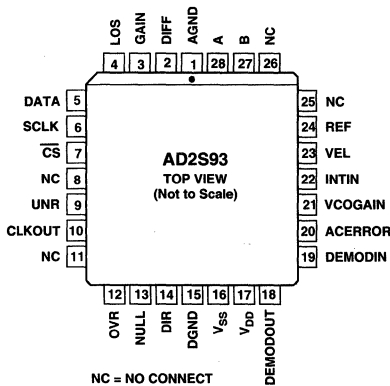 LOS GAIN DIFF AGND A B NC
4 3 2 1 28 27 26
DATA 5
SCLK 6
C̅S̅ 7
NC 8
UNR 9
CLKOUT 10
NC 11
AD2S93
TOP VIEW
(Not to Scale)
25 NC
24 REF
23 VEL
22 INTIN
21 VCOGAIN
20 ACERROR
19 DEMODIN
12 13 14 15 16 17 18
OVR NULL DIR DGND VSS VDD DEMODOUT
NC = NO CONNECT